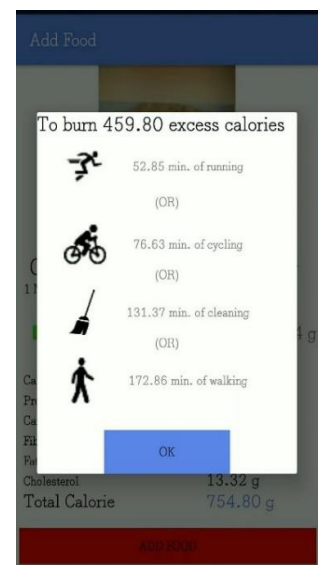 Add Food
To burn 459.80 excess calories
52.85 min. of running
(OR)
76.63 min. of cycling
(OR)
131.37 min. of cleaning
(OR)
172.86 min. of walking
OK
Cholesterol 13.32 g
Total Calorie 754.80 g
ADD FOOD